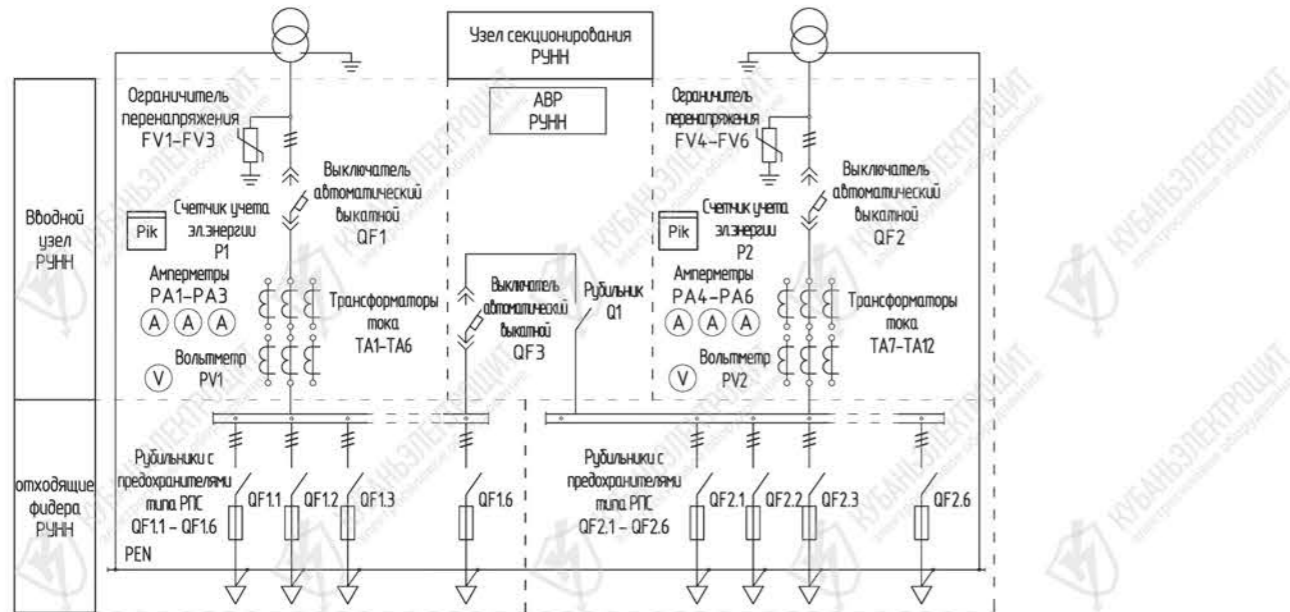 Узел секционирования
РУНН
АВР
РУНН
Вводной
узел
РУНН
Ограничитель
перенапряжения
FV1-FV3
Выключатель
автоматический
выкатной
QF1
Pik
Счетчик учета
эл.энергии
P1
Амперметры
PA1-PA3
A A A
Трансформаторы
тока
TA1-TA6
Вольтметр
PV1
V
Выключатель
автоматический
выкатной
QF3
Рубильник
Q1
Ограничитель
перенапряжения
FV4-FV6
Выключатель
автоматический
выкатной
QF2
Pik
Счетчик учета
эл.энергии
P2
Амперметры
PA4-PA6
A A A
Трансформаторы
тока
TA7-TA12
Вольтметр
PV2
V
отходящие
фидера
РУНН
Рубильники с
предохранителями
типа РПС
QF1.1 - QF1.6
QF1.1
QF1.2
QF1.3
QF1.6
PEN
Рубильники с
предохранителями
типа РПС
QF2.1 - QF2.6
QF2.1
QF2.2
QF2.3
QF2.6
КУБАНЬЭЛЕКТРОЩИТ
электрощитовое оборудование